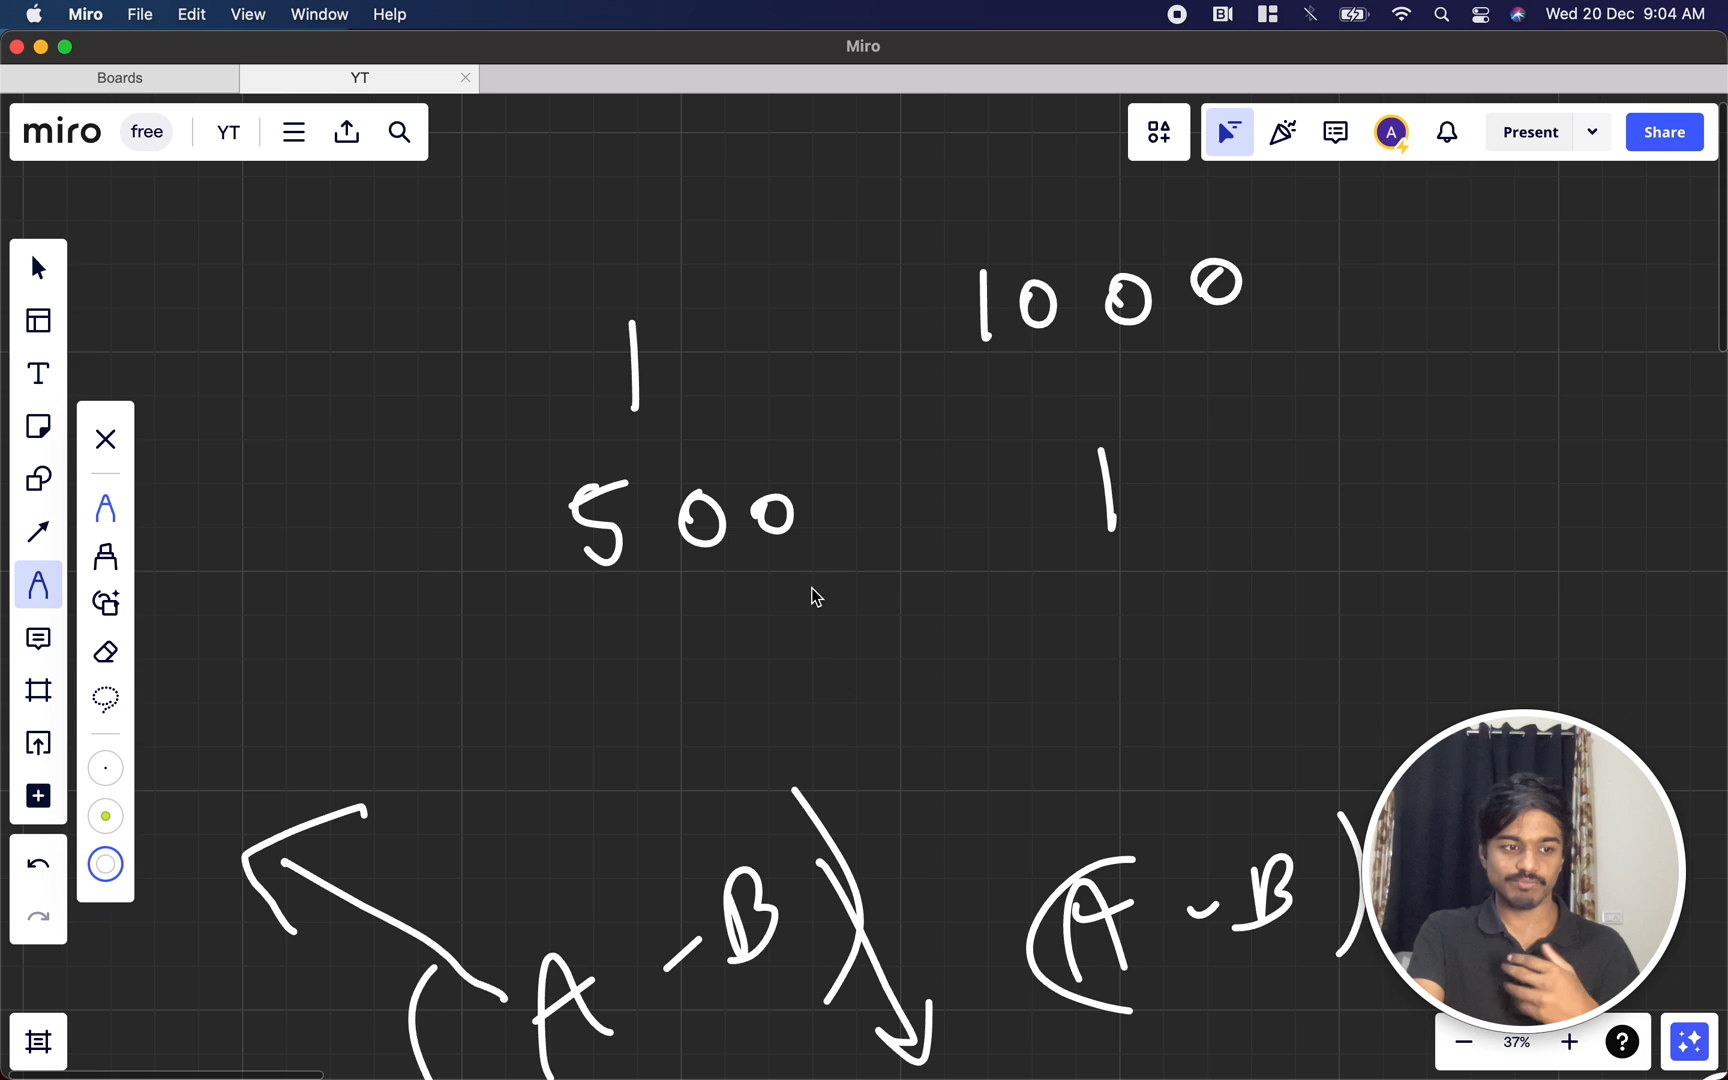 Miro File Edit View Window Help Wed 20 Dec 9:04 AM
Miro
Boards YT
miro free YT A Present Share
1000
1
1
500
(A - B) (A - B)
37% ?